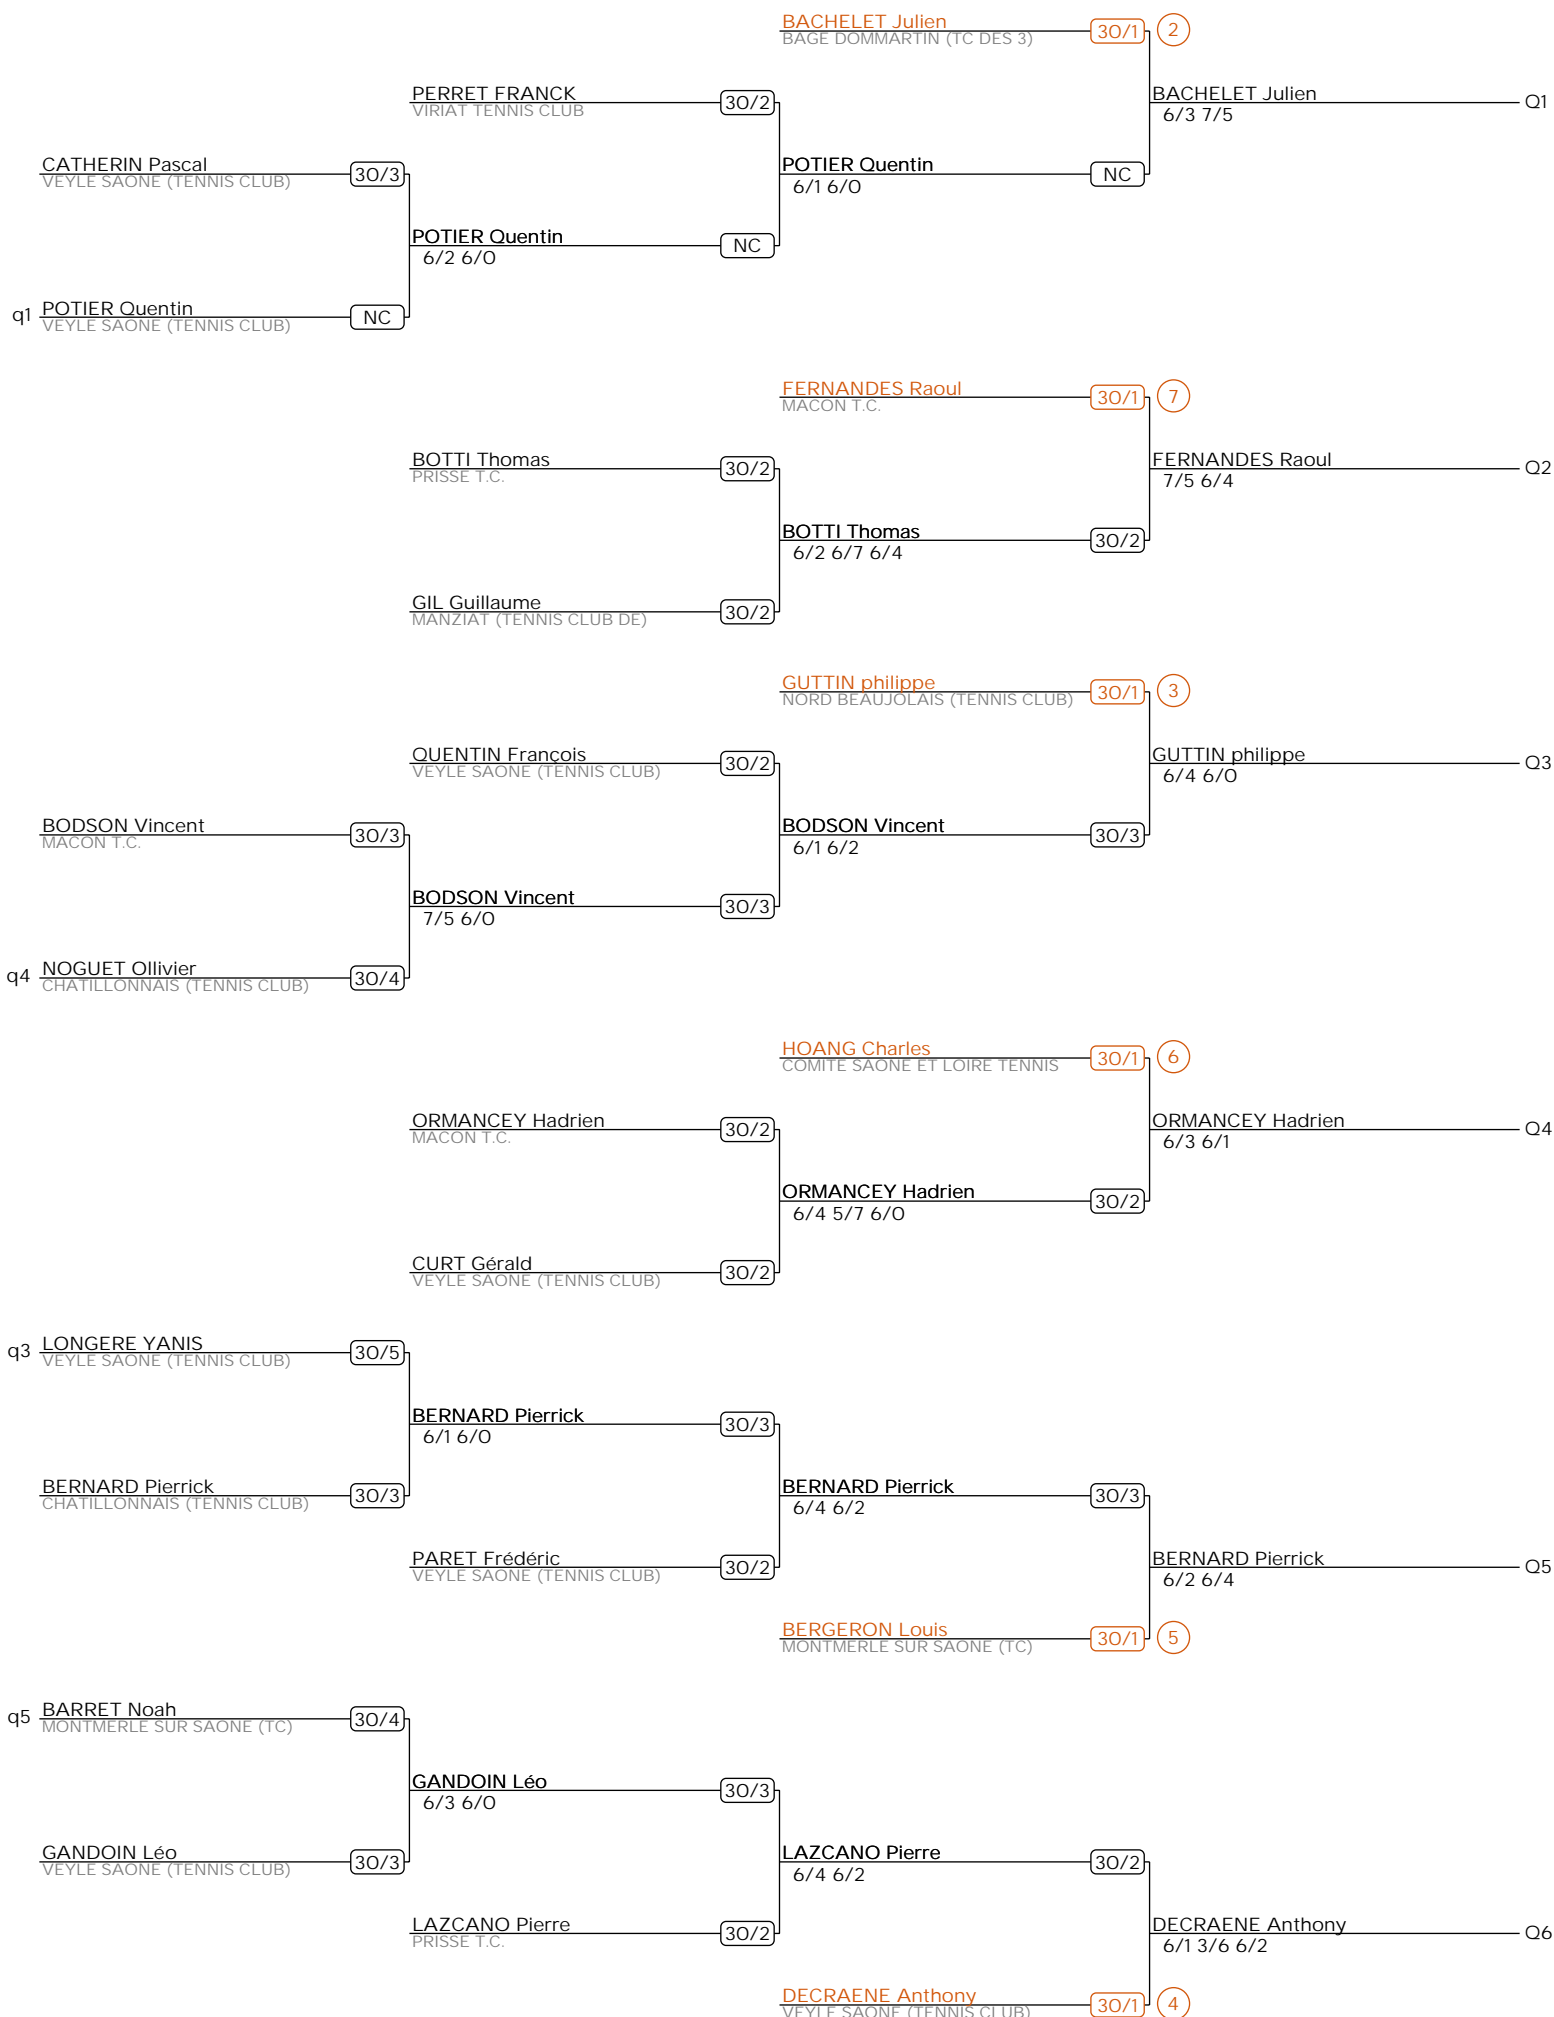 BACHELET Julien 30/1 2
BAGE DOMMARTIN (TC DES 3)
PERRET FRANCK 30/2
VIRIAT TENNIS CLUB
BACHELET Julien Q1
6/3 7/5
CATHERIN Pascal 30/3
VEYLE SAONE (TENNIS CLUB)
POTIER Quentin NC
6/1 6/0
POTIER Quentin NC
6/2 6/0
q1 POTIER Quentin NC
VEYLE SAONE (TENNIS CLUB)
FERNANDES Raoul 30/1 7
MACON T.C.
BOTTI Thomas 30/2
PRISSE T.C.
FERNANDES Raoul Q2
7/5 6/4
BOTTI Thomas 30/2
6/2 6/7 6/4
GIL Guillaume 30/2
MANZIAT (TENNIS CLUB DE)
GUTTIN philippe 30/1 3
NORD BEAUJOLAIS (TENNIS CLUB)
QUENTIN François 30/2
VEYLE SAONE (TENNIS CLUB)
GUTTIN philippe Q3
6/4 6/0
BODSON Vincent 30/3
MACON T.C.
BODSON Vincent 30/3
6/1 6/2
BODSON Vincent 30/3
7/5 6/0
q4 NOGUET Ollivier 30/4
CHATILLONNAIS (TENNIS CLUB)
HOANG Charles 30/1 6
COMITE SAONE ET LOIRE TENNIS
ORMANCEY Hadrien 30/2
MACON T.C.
ORMANCEY Hadrien Q4
6/3 6/1
ORMANCEY Hadrien 30/2
6/4 5/7 6/0
CURT Gérald 30/2
VEYLE SAONE (TENNIS CLUB)
q3 LONGERE YANIS 30/5
VEYLE SAONE (TENNIS CLUB)
BERNARD Pierrick 30/3
6/1 6/0
BERNARD Pierrick 30/3
CHATILLONNAIS (TENNIS CLUB)
BERNARD Pierrick 30/3
6/4 6/2
PARET Frédéric 30/2
VEYLE SAONE (TENNIS CLUB)
BERNARD Pierrick Q5
6/2 6/4
BERGERON Louis 30/1 5
MONTMERLE SUR SAONE (TC)
q5 BARRET Noah 30/4
MONTMERLE SUR SAONE (TC)
GANDOIN Léo 30/3
6/3 6/0
GANDOIN Léo 30/3
VEYLE SAONE (TENNIS CLUB)
LAZCANO Pierre 30/2
6/4 6/2
LAZCANO Pierre 30/2
PRISSE T.C.
DECRAENE Anthony Q6
6/1 3/6 6/2
DECRAENE Anthony 30/1 4
VEYLE SAONE (TENNIS CLUB)